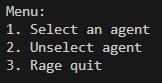 Menu:
1. Select an agent
2. Unselect agent
3. Rage quit